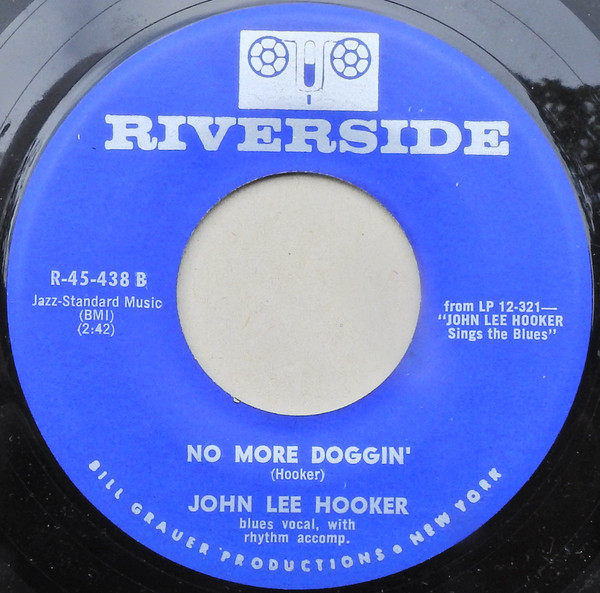 RIVERSIDE
R-45-438 B
Jazz-Standard Music
(BMI)
(2:42)
from LP 12-321—
"JOHN LEE HOOKER
Sings the Blues"
NO MORE DOGGIN'
(Hooker)
JOHN LEE HOOKER
blues vocal, with
rhythm accomp.
BILL GRAUER PRODUCTIONS • NEW YORK